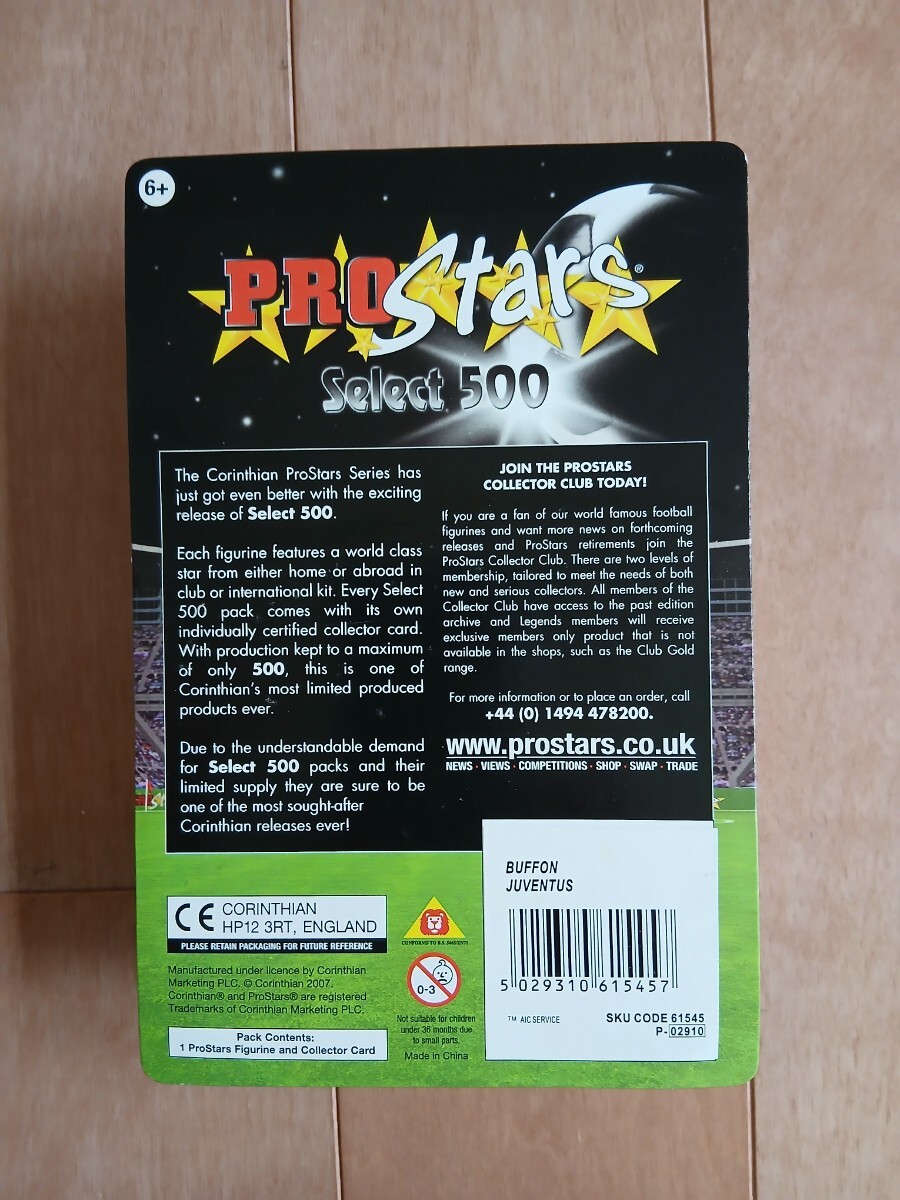 6+
PROStars®
Select 500
The Corinthian ProStars Series has
just got even better with the exciting
release of Select 500.
Each figurine features a world class
star from either home or abroad in
club or international kit. Every Select
500 pack comes with its own
individually certified collector card.
With production kept to a maximum
of only 500, this is one of
Corinthian's most limited produced
products ever.
Due to the understandable demand
for Select 500 packs and their
limited supply they are sure to be
one of the most sought-after
Corinthian releases ever!
JOIN THE PROSTARS
COLLECTOR CLUB TODAY!
If you are a fan of our world famous football
figurines and want more news on forthcoming
releases and ProStars retirements join the
ProStars Collector Club. There are two levels of
membership, tailored to meet the needs of both
new and serious collectors. All members of the
Collector Club have access to the past edition
archive and Legends members will receive
exclusive members only product that is not
available in the shops, such as the Club Gold
range.
For more information or to place an order, call
+44 (0) 1494 478200.
www.prostars.co.uk
NEWS · VIEWS · COMPETITIONS · SHOP · SWAP · TRADE
CE CORINTHIAN
HP12 3RT, ENGLAND
PLEASE RETAIN PACKAGING FOR FUTURE REFERENCE
Manufactured under licence by Corinthian
Marketing PLC. © Corinthian 2007.
Corinthian® and ProStars® are registered
Trademarks of Corinthian Marketing PLC.
Pack Contents:
1 ProStars Figurine and Collector Card
CONFORMS TO B.S. 5665/EN71
0-3
Not suitable for children
under 36 months due
to small parts.
Made in China
BUFFON
JUVENTUS
5 029310 615457
™ AIC SERVICE
SKU CODE 61545
P-02910